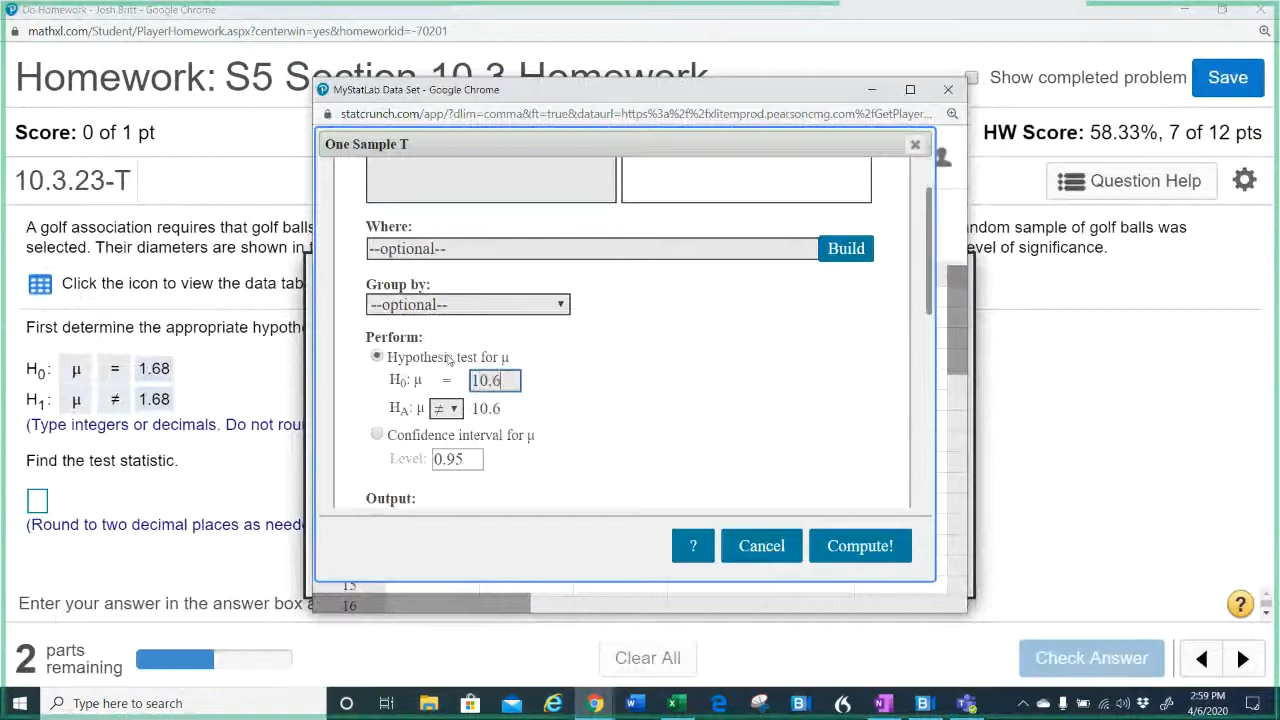 Do Homework - Josh Britt - Google Chrome
mathxl.com/Student/PlayerHomework.aspx?centerwin=yes&homeworkid=-70201
Homework: S5 Section 10.3 Homework
Show completed problem
Save
Score: 0 of 1 pt
HW Score: 58.33%, 7 of 12 pts
10.3.23-T
Question Help
A golf association requires that golf balls
ndom sample of golf balls was
selected. Their diameters are shown in
evel of significance.
Click the icon to view the data tab
First determine the appropriate hypoth
H0: μ = 1.68
H1: μ ≠ 1.68
(Type integers or decimals. Do not rou
Find the test statistic.
(Round to two decimal places as neede
Enter your answer in the answer box a
2 parts
remaining
Clear All
Check Answer
MyStatLab Data Set - Google Chrome
statcrunch.com/app/?dlim=comma&ft=true&dataurl=https%3a%2f%2fxlitemprod.pearsoncmg.com%2fGetPlayer...
One Sample T
Where:
--optional--
Build
Group by:
--optional--
Perform:
Hypothesis test for μ
H0: μ = 10.6
HA: μ ≠ 10.6
Confidence interval for μ
Level: 0.95
Output:
?
Cancel
Compute!
15
16
?
Type here to search
2:59 PM
4/6/2020